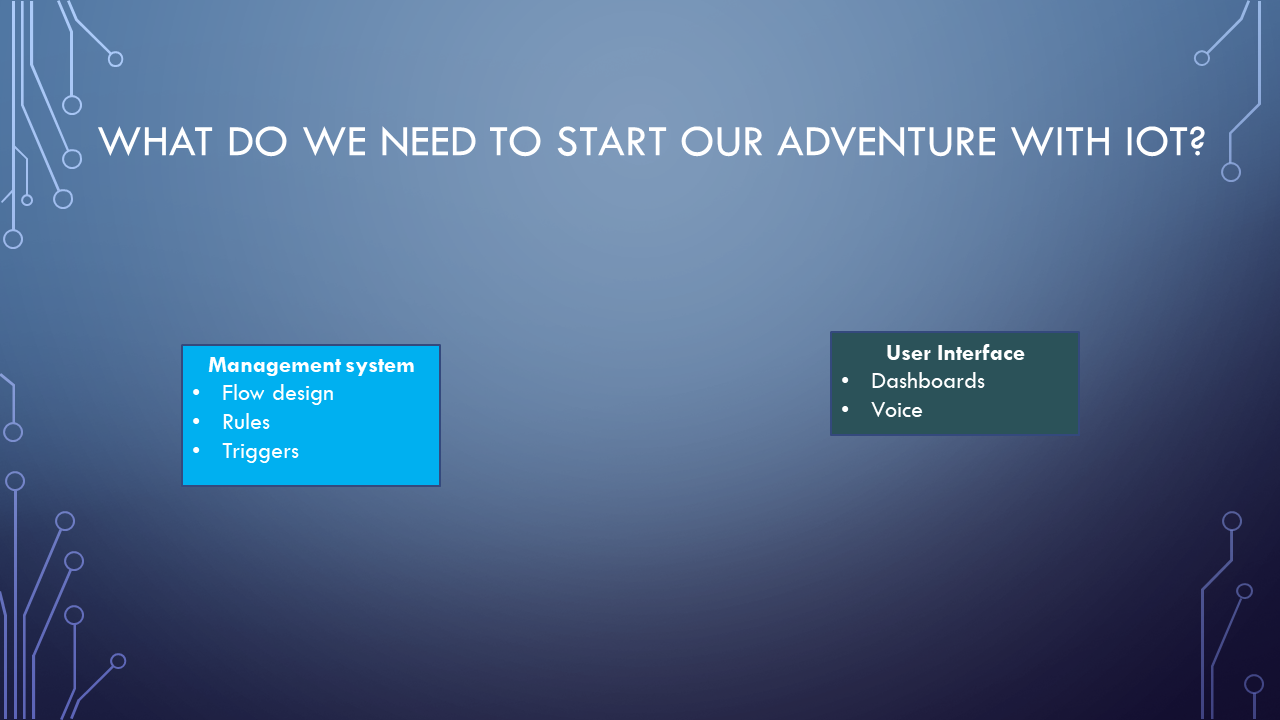 WHAT DO WE NEED TO START OUR ADVENTURE WITH IOT?
Management system
• Flow design
• Rules
• Triggers
User Interface
• Dashboards
• Voice